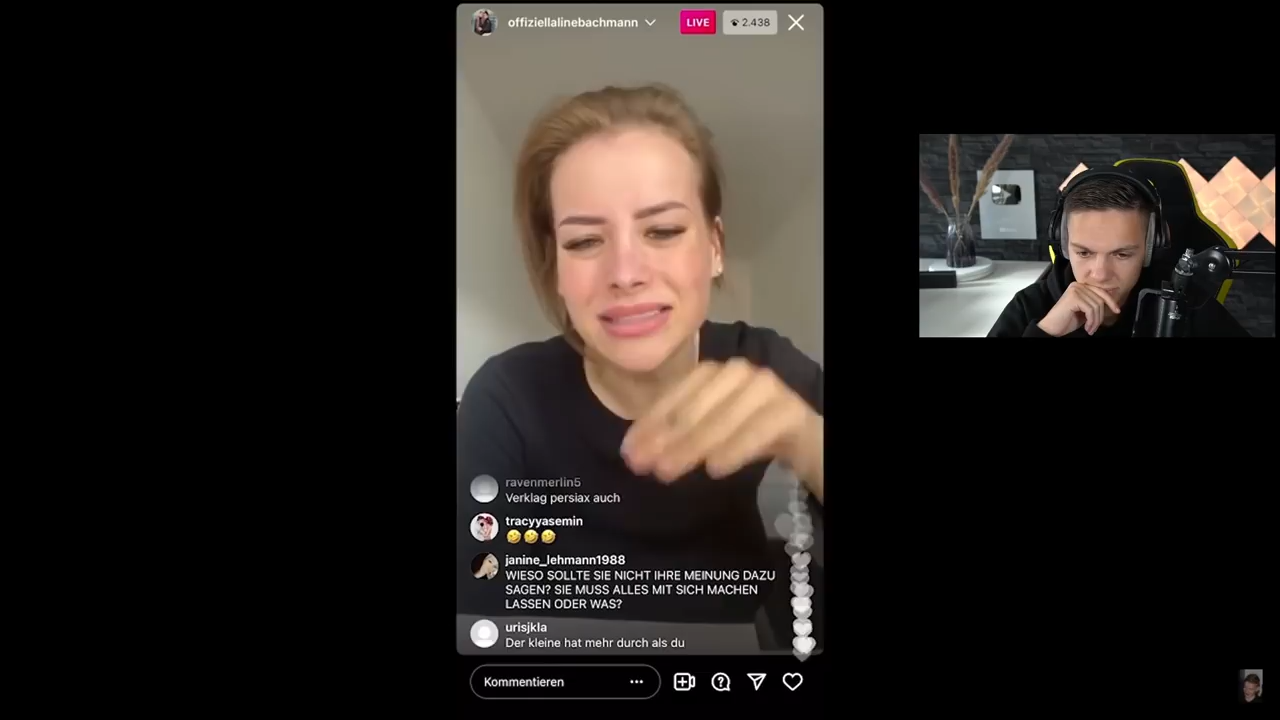 offiziellalinebachmann
LIVE
2.438
ravenmerlin5
Verklag persiax auch
tracyyasemin
🤣🤣🤣
janine_lehmann1988
WIESO SOLLTE SIE NICHT IHRE MEINUNG DAZU
SAGEN? SIE MUSS ALLES MIT SICH MACHEN
LASSEN ODER WAS?
urisjkla
Der kleine hat mehr durch als du
Kommentieren